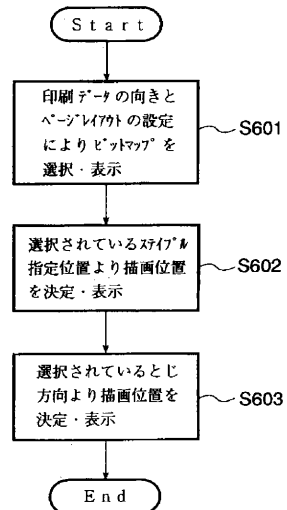 Start
印刷ﾃﾞｰﾀの向きと
ﾍﾟｰｼﾞﾚｲｱｳﾄの設定
によりﾋﾞｯﾄﾏｯﾌﾟを
選択・表示
S601
選択されているｽﾃｲﾌﾟﾙ
指定位置より描画位置
を決定・表示
S602
選択されているとじ
方向より描画位置を
決定・表示
S603
End